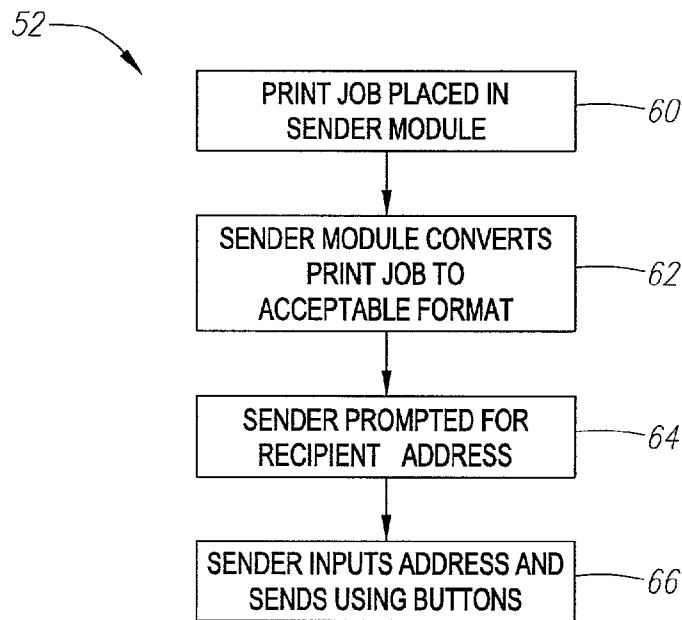 52
PRINT JOB PLACED IN
SENDER MODULE
60
SENDER MODULE CONVERTS
PRINT JOB TO
ACCEPTABLE FORMAT
62
SENDER PROMPTED FOR
RECIPIENT ADDRESS
64
SENDER INPUTS ADDRESS AND
SENDS USING BUTTONS
66